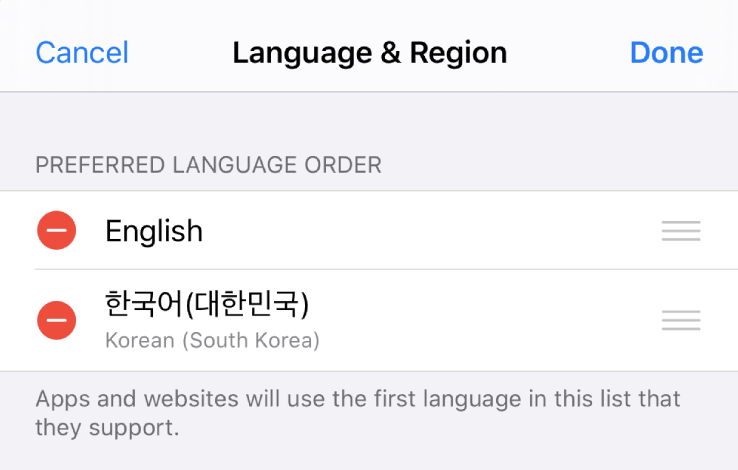 Cancel Language & Region Done
PREFERRED LANGUAGE ORDER
English
한국어(대한민국)
Korean (South Korea)
Apps and websites will use the first language in this list that
they support.